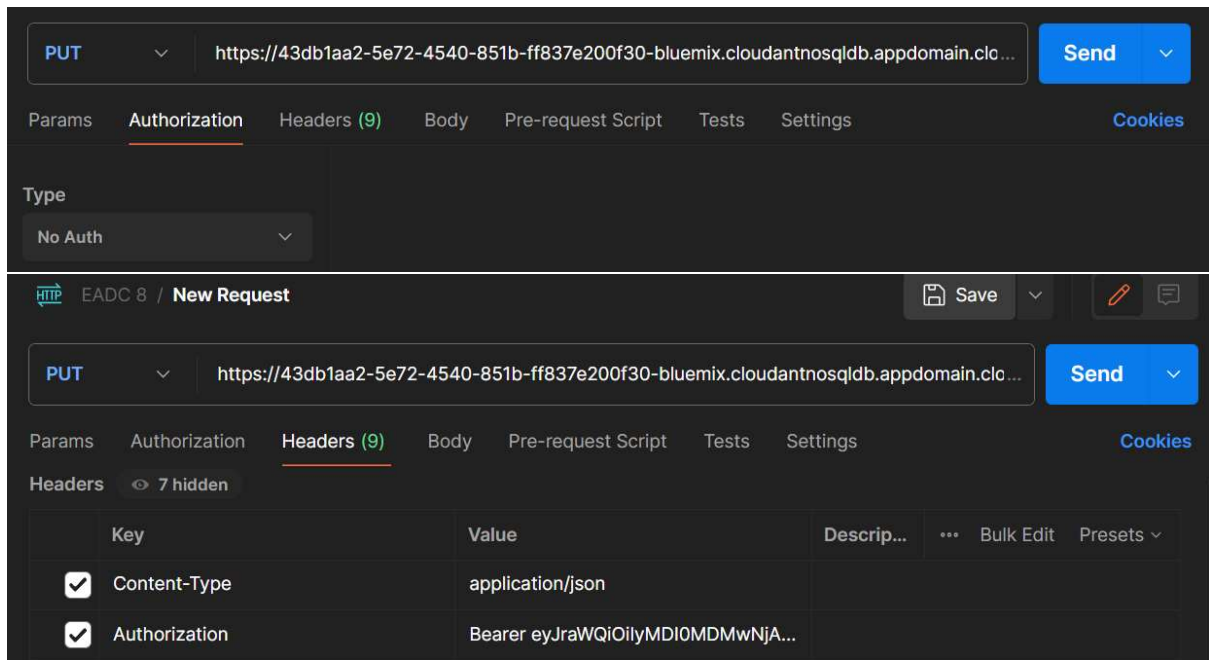 PUT https://43db1aa2-5e72-4540-851b-ff837e200f30-bluemix.cloudantnosqldb.appdomain.clo... Send
Params Authorization Headers (9) Body Pre-request Script Tests Settings Cookies
Type
No Auth
HTTP EADC 8 / New Request Save
PUT https://43db1aa2-5e72-4540-851b-ff837e200f30-bluemix.cloudantnosqldb.appdomain.clo... Send
Params Authorization Headers (9) Body Pre-request Script Tests Settings Cookies
Headers 7 hidden
Key Value Descrip... ••• Bulk Edit Presets
Content-Type application/json
Authorization Bearer eyJraWQiOiIyMDI0MDMwNjA...